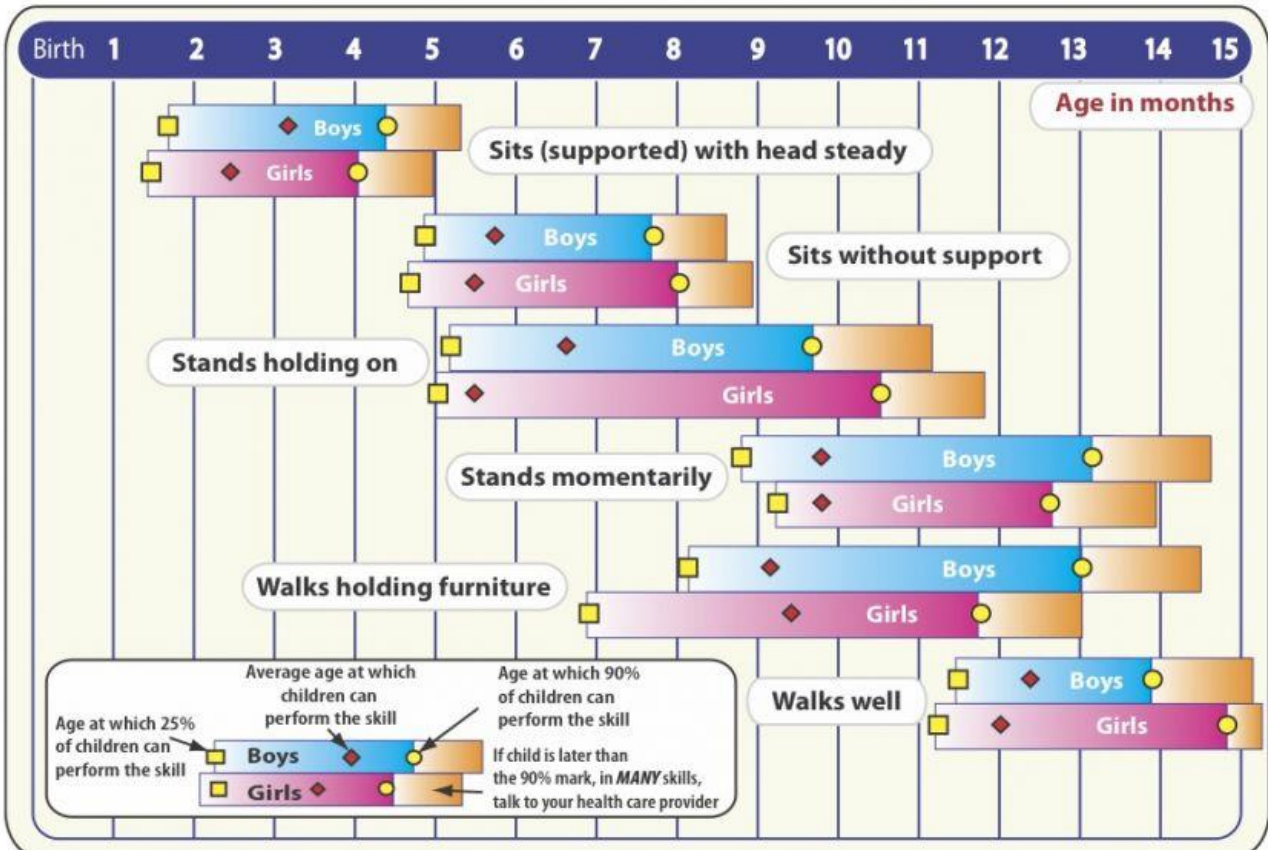 Birth 1 2 3 4 5 6 7 8 9 10 11 12 13 14 15
Age in months
Boys
Sits (supported) with head steady
Girls
Boys
Sits without support
Girls
Boys
Stands holding on
Girls
Boys
Stands momentarily
Girls
Boys
Walks holding furniture
Girls
Boys
Walks well
Girls
Average age at which
children can
perform the skill
Age at which 90%
of children can
perform the skill
Age at which 25%
of children can
perform the skill
Boys
Girls
If child is later than
the 90% mark, in MANY skills,
talk to your health care provider